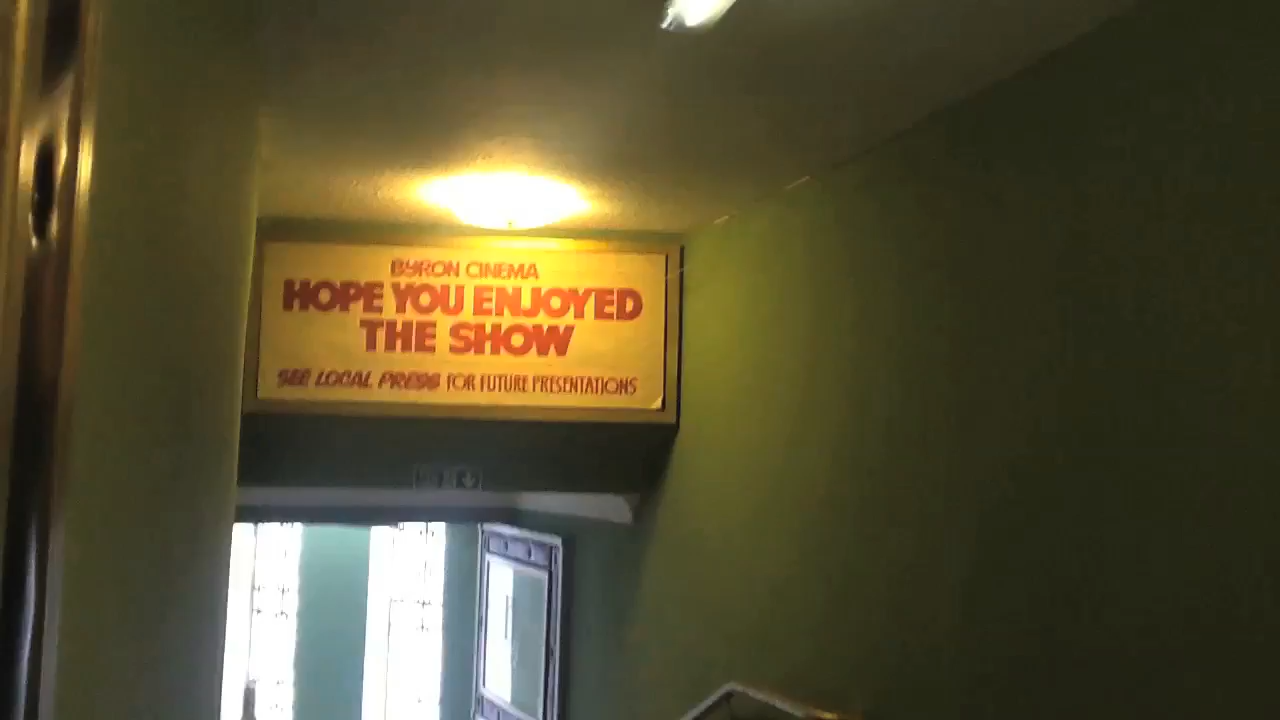 BYRON CINEMA
HOPE YOU ENJOYED
THE SHOW
SEE LOCAL PRESS FOR FUTURE PRESENTATIONS